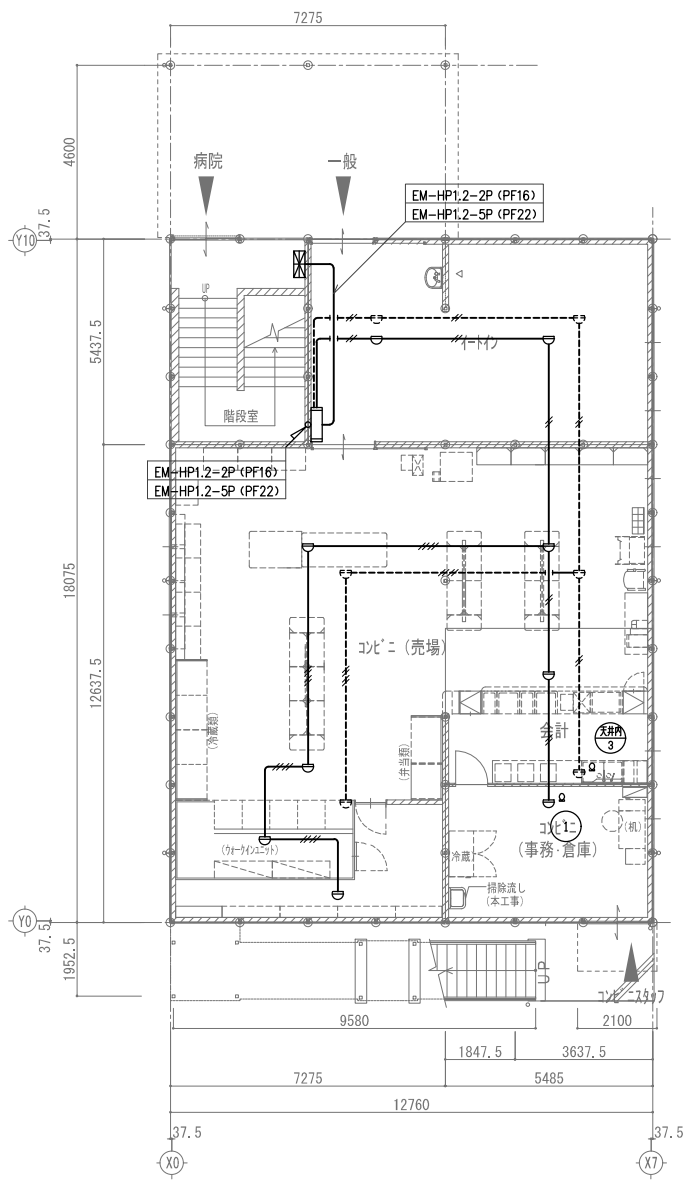 7275
4600
病院
一般
EM-HP1.2-2P (PF16)
EM-HP1.2-5P (PF22)
37.5
Y10
UP
イートイン
5437.5
階段室
EM-HP1.2-2P (PF16)
EM-HP1.2-5P (PF22)
18075
12637.5
コンビニ (売場)
(冷蔵類)
(弁当類)
会計
天井内
3
1
コンビニ
(事務・倉庫)
(机)
(ウォークインユニット)
冷蔵
掃除流し
(本工事)
Y0
37.5
1952.5
UP
コンビニスタッフ
9580
2100
1847.5
3637.5
7275
5485
12760
37.5
37.5
X0
X7